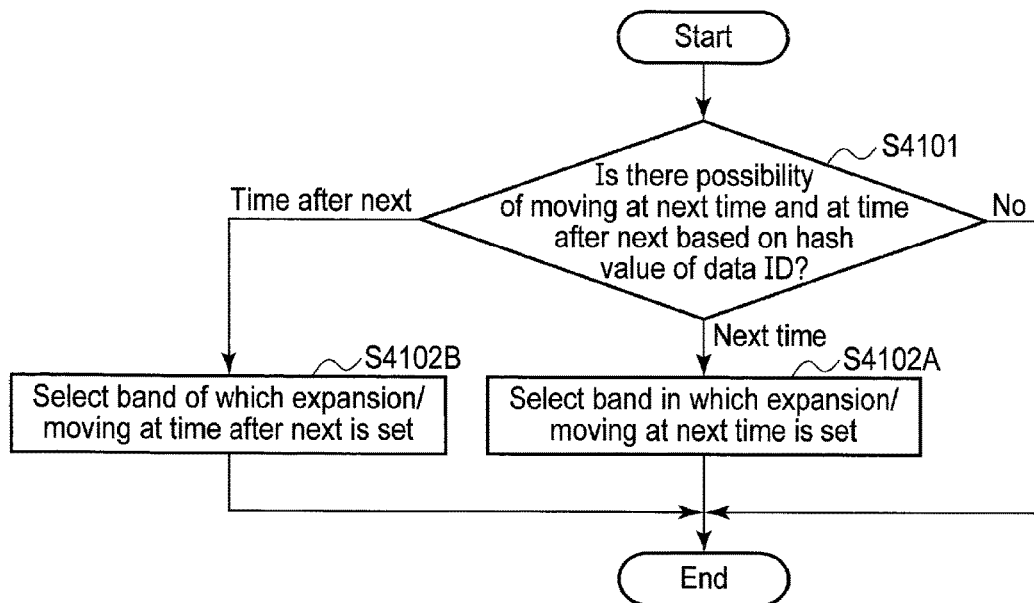 Start
S4101
Is there possibility
of moving at next time and at time
after next based on hash
value of data ID?
Time after next
No
Next time
S4102B
Select band of which expansion/
moving at time after next is set
S4102A
Select band in which expansion/
moving at next time is set
End